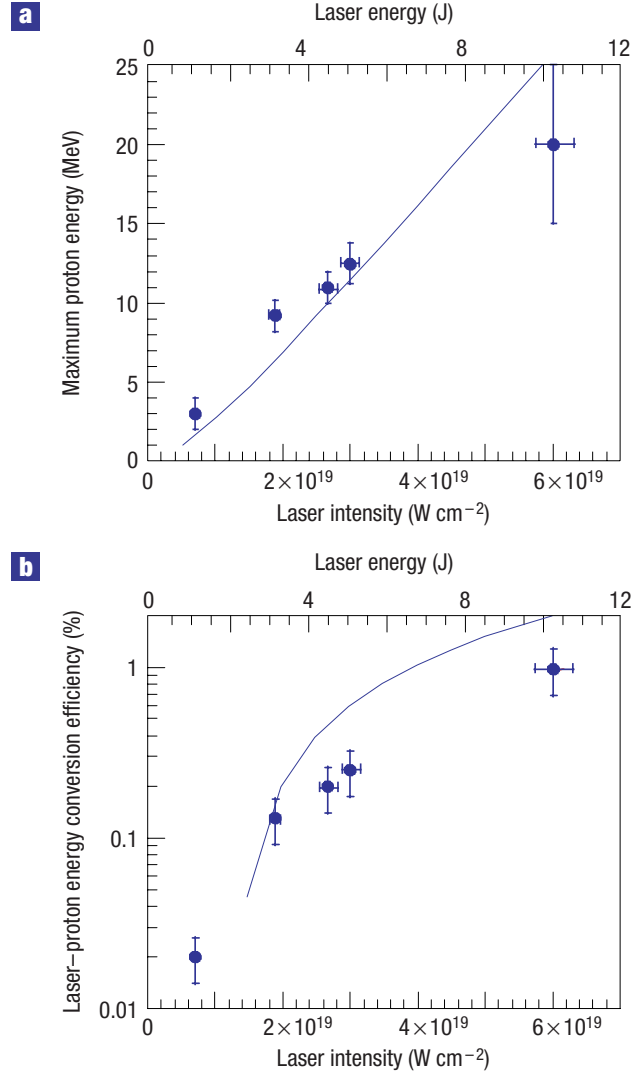 a
Laser energy (J)
0 4 8 12
25
20
15
10
5
0
Maximum proton energy (MeV)
0 2×10¹⁹ 4×10¹⁹ 6×10¹⁹
Laser intensity (W cm⁻²)
b
Laser energy (J)
0 4 8 12
1
0.1
0.01
Laser–proton energy conversion efficiency (%)
0 2×10¹⁹ 4×10¹⁹ 6×10¹⁹
Laser intensity (W cm⁻²)